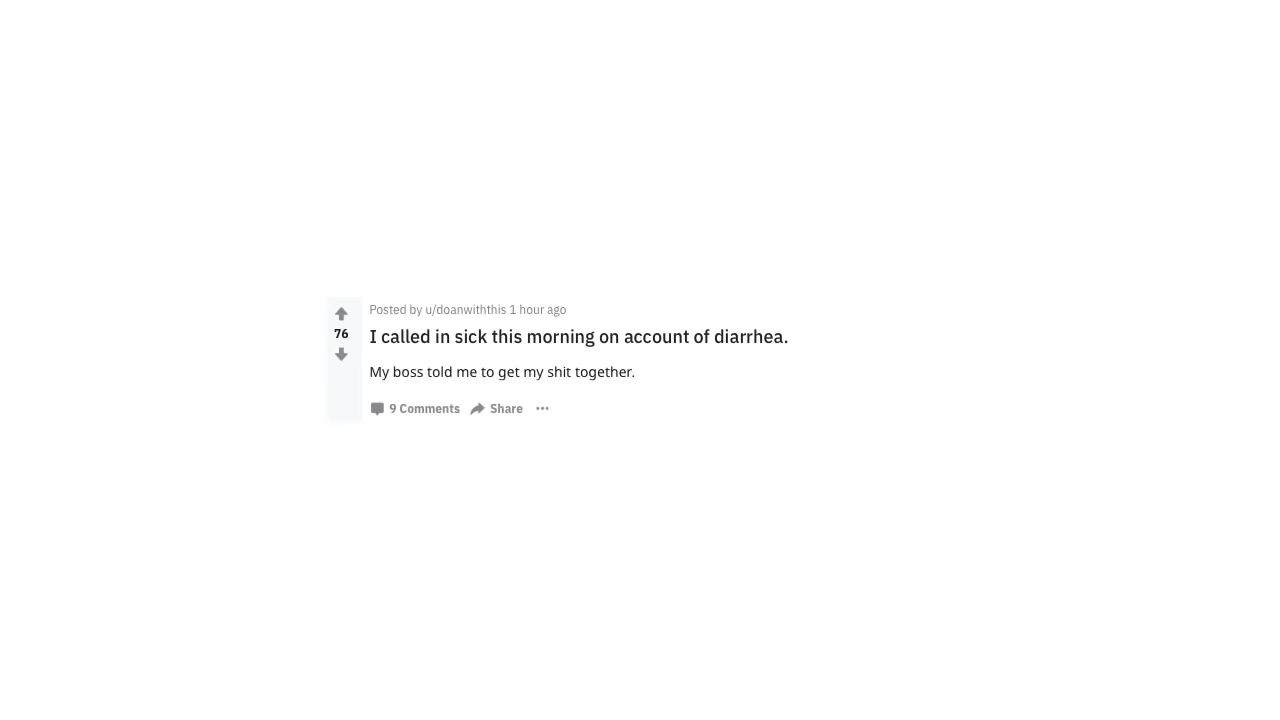 Posted by u/doanwiththis 1 hour ago
76
I called in sick this morning on account of diarrhea.
My boss told me to get my shit together.
9 Comments Share